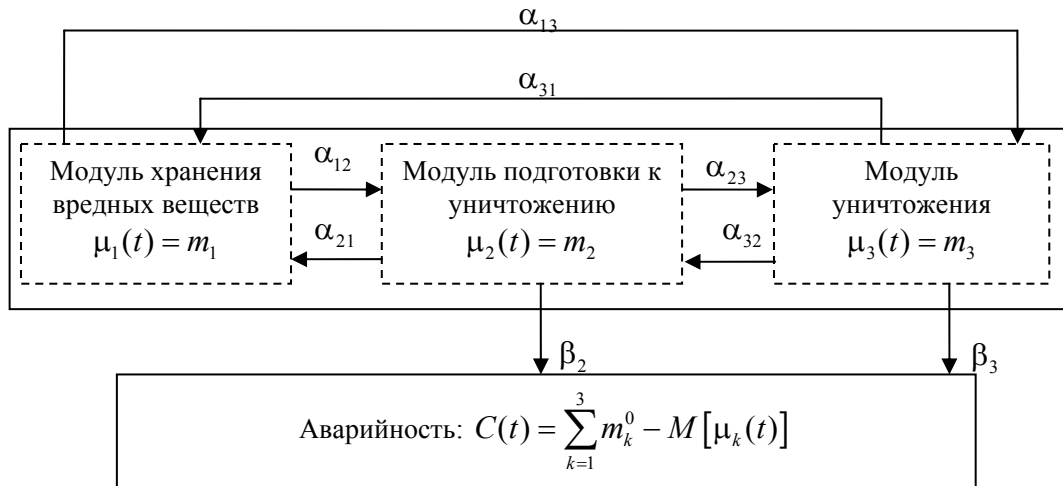 α₁₃
α₃₁
Модуль хранения
вредных веществ
μ₁(t) = m₁
α₁₂
α₂₁
Модуль подготовки к
уничтожению
μ₂(t) = m₂
α₂₃
α₃₂
Модуль
уничтожения
μ₃(t) = m₃
β₂
β₃
Аварийность: C(t) = ∑_{k=1}^{3} m_k^0 − M[μ_k(t)]